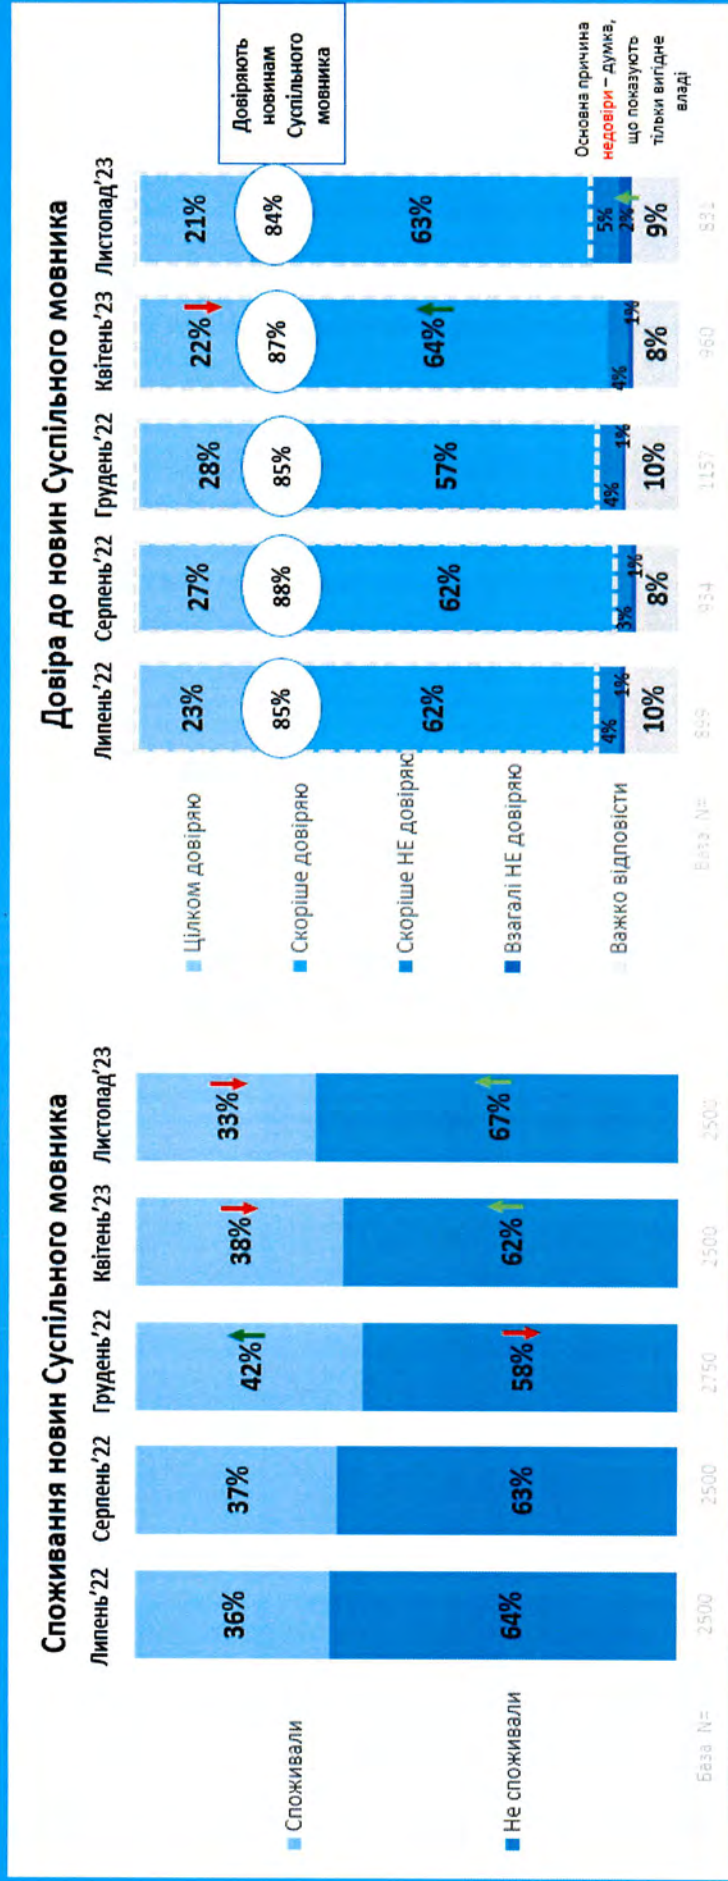 Споживання новин Суспільного мовника
Липень'22 Серпень'22 Грудень'22 Квітень'23 Листопад'23
Споживали
36% 37% 42% 38% 33%
Не споживали
64% 63% 58% 62% 67%
База N= 2500 2500 2750 2500 2500
Довіра до новин Суспільного мовника
Липень'22 Серпень'22 Грудень'22 Квітень'23 Листопад'23
Цілком довіряю
Скоріше довіряю
Скоріше НЕ довіряю
Взагалі НЕ довіряю
Важко відповісти
23% 27% 28% 22% 21%
85% 88% 85% 87% 84%
62% 62% 57% 64% 63%
4% 3% 4% 4% 5%
1% 1% 1% 1% 2%
10% 8% 10% 8% 9%
База N= 899 934 1157 960 831
Довіряють
новинам
Суспільного
мовника
Основна причина
недовіри – думка,
що показують
тільки вигідне
владі